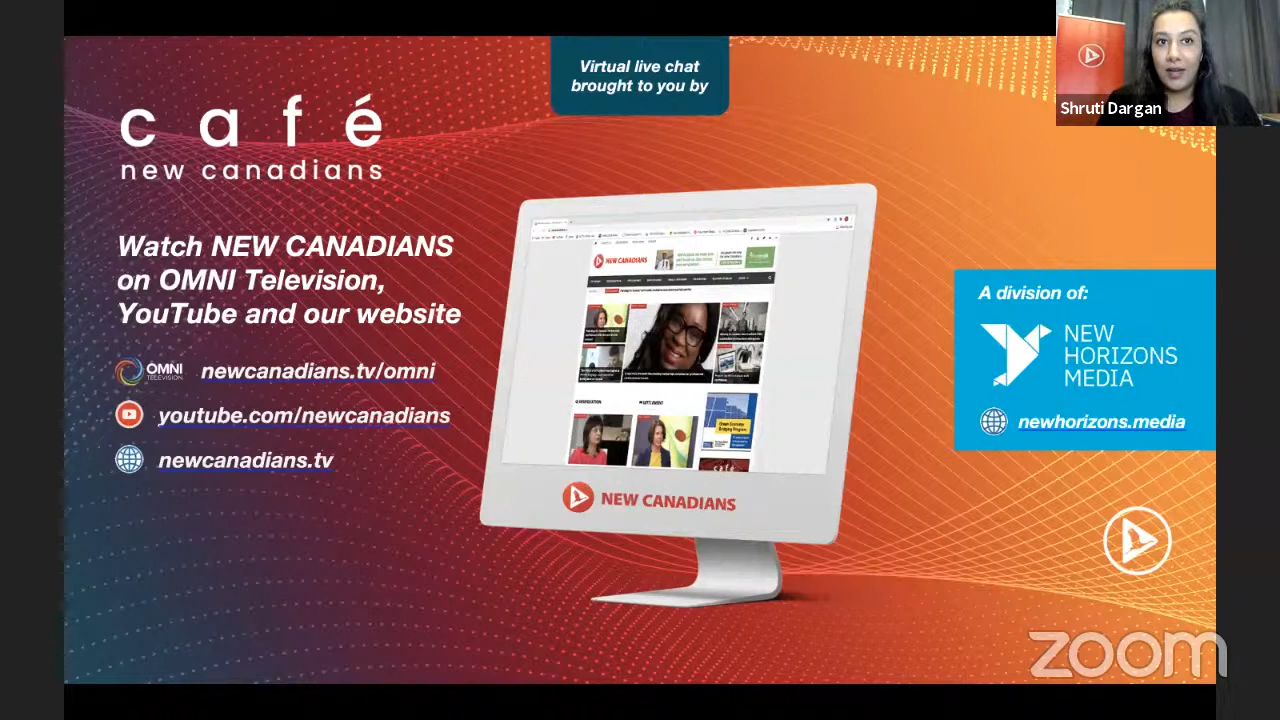 Virtual live chat
brought to you by
Shruti Dargan
café
new canadians
Watch NEW CANADIANS
on OMNI Television,
YouTube and our website
OMNI
TELEVISION
newcanadians.tv/omni
youtube.com/newcanadians
newcanadians.tv
NEW CANADIANS
NEW CANADIANS
A division of:
NEW
HORIZONS
MEDIA
newhorizons.media
zoom